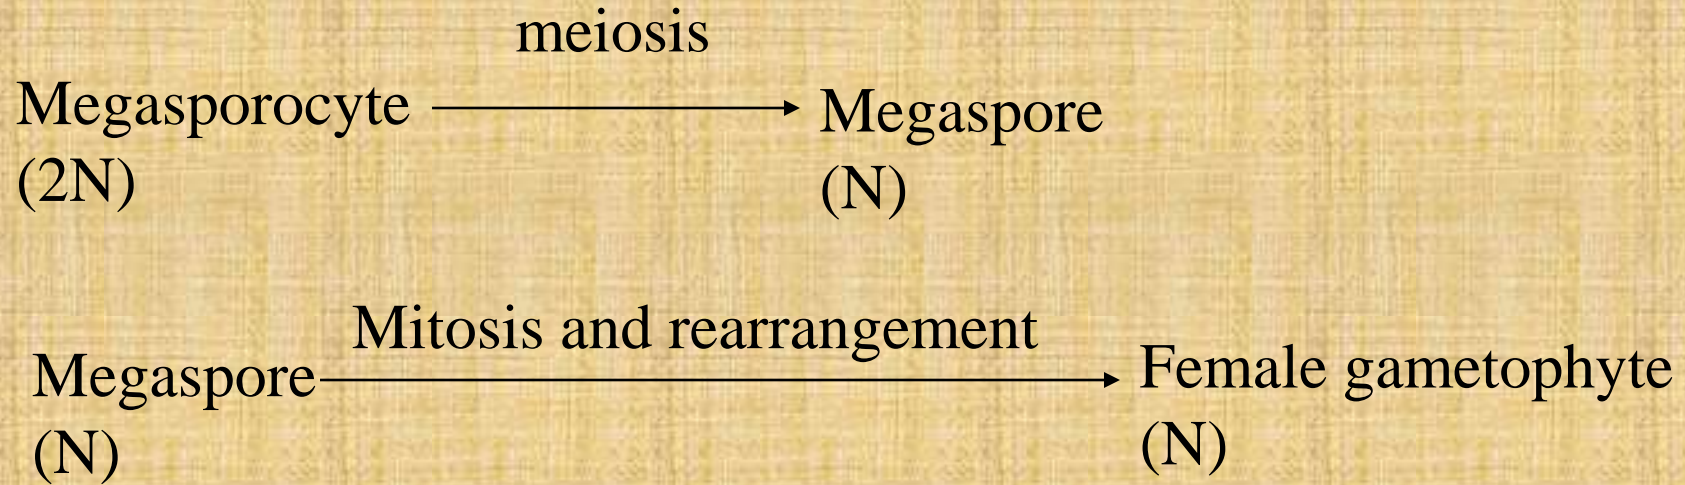 meiosis
Megasporocyte
Megaspore
(2N)
(N)
Mitosis and rearrangement
Megaspore
Female gametophyte
(N)
(N)